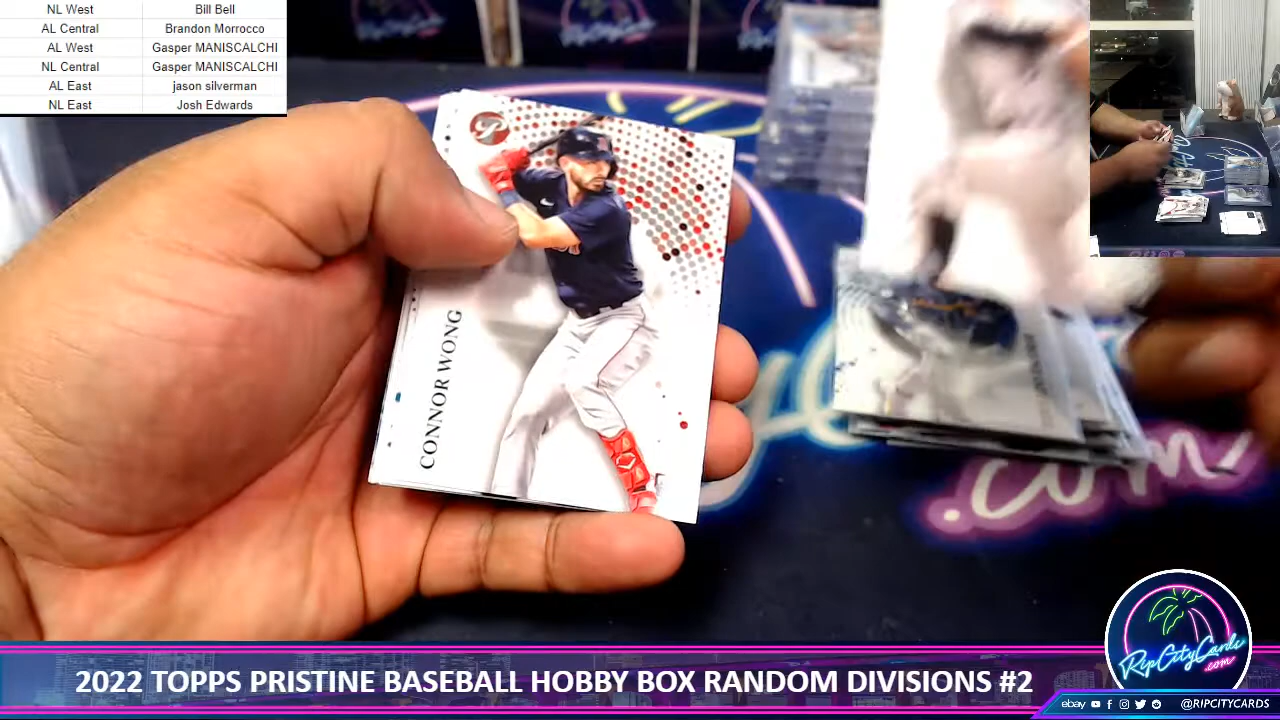 NL West Bill Bell
AL Central Brandon Morrocco
AL West Gasper MANISCALCHI
NL Central Gasper MANISCALCHI
AL East jason silverman
NL East Josh Edwards
P
CONNOR WONG
.com
2022 TOPPS PRISTINE BASEBALL HOBBY BOX RANDOM DIVISIONS #2
RipCityCards
.com
ebay @RIPCITYCARDS